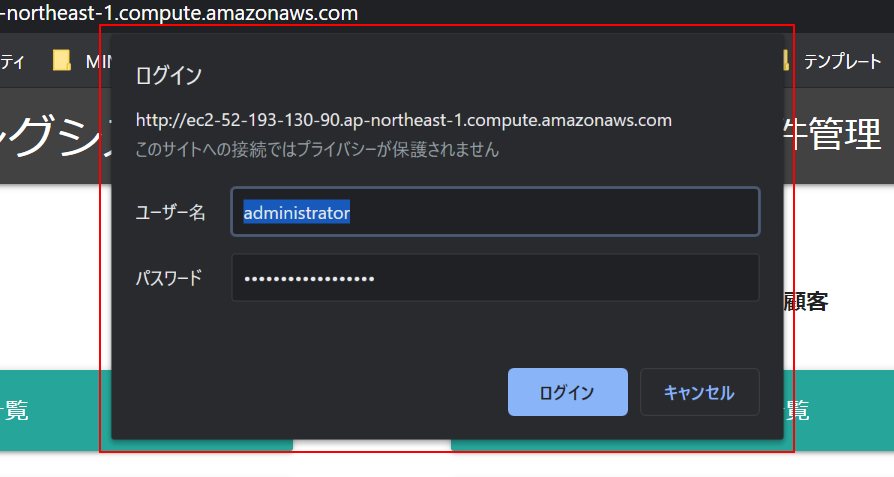 -northeast-1.compute.amazonaws.com
ティ MIN テンプレート
ングシス 件管理
ログイン
http://ec2-52-193-130-90.ap-northeast-1.compute.amazonaws.com
このサイトへの接続ではプライバシーが保護されません
ユーザー名 administrator
パスワード ••••••••••••••••••
顧客
ログイン キャンセル
覧 覧